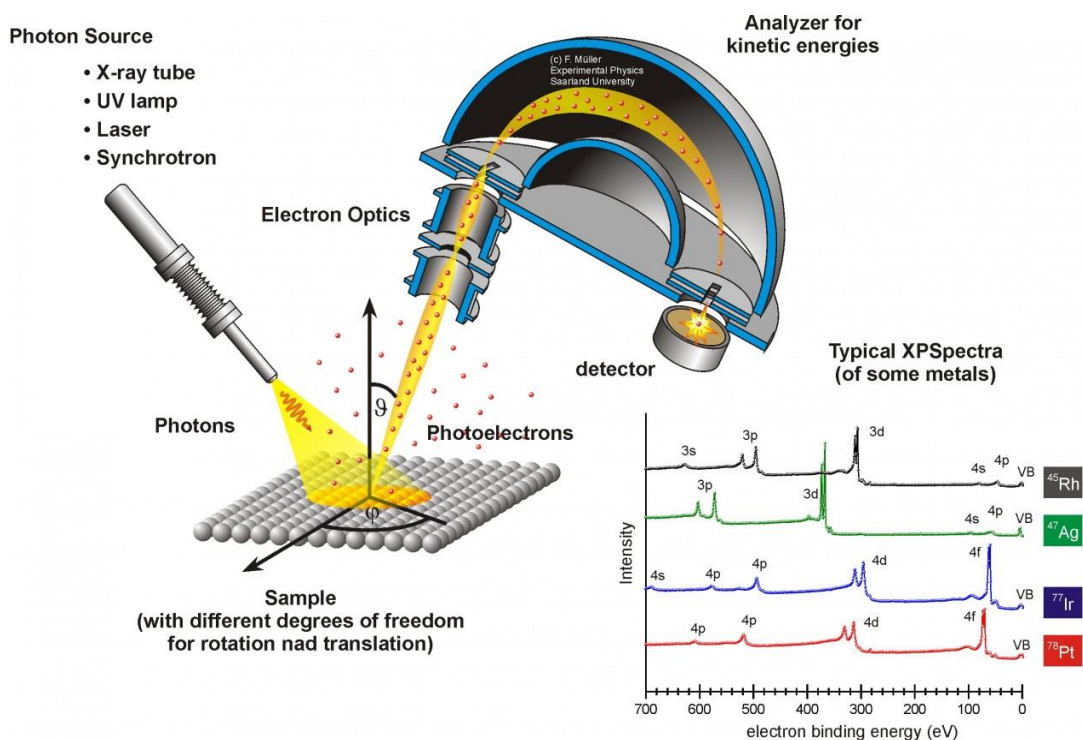 Photon Source
• X-ray tube
• UV lamp
• Laser
• Synchrotron
Analyzer for
kinetic energies
(c) F. Müller
Experimental Physics
Saarland University
Electron Optics
detector
ϑ
Photons
Photoelectrons
φ
Sample
(with different degrees of freedom
for rotation nad translation)
Typical XPSpectra
(of some metals)
3s 3p 3d 4s 4p VB
⁴⁵Rh
3p 3d 4s 4p VB
⁴⁷Ag
4s 4p 4p 4d 4f VB
⁷⁷Ir
4p 4p 4d 4f VB
⁷⁸Pt
Intensity
700 600 500 400 300 200 100 0
electron binding energy (eV)